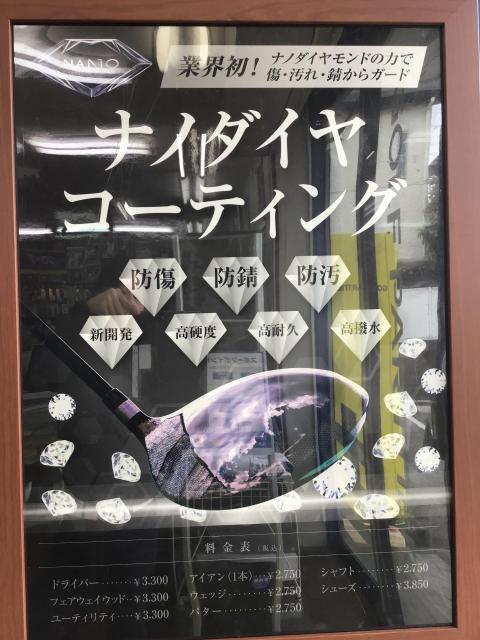 NANIO
業界初！
ナノダイヤモンドの力で
傷・汚れ・錆からガード
ナノダイヤ
コーティング
防傷
防錆
防汚
新開発
高硬度
高耐久
高撥水
料金表（税込）
ドライバー・・・・・・・¥3.300
フェアウェイウッド・・¥3.300
ユーティリティ・・・・・¥3.300
アイアン（1本）・・・¥2.750
ウェッジ・・・・・・・・¥2.750
パター・・・・・・・・・¥2.750
シャフト・・・・・・・・¥2.750
シューズ・・・・・・・・¥3.850